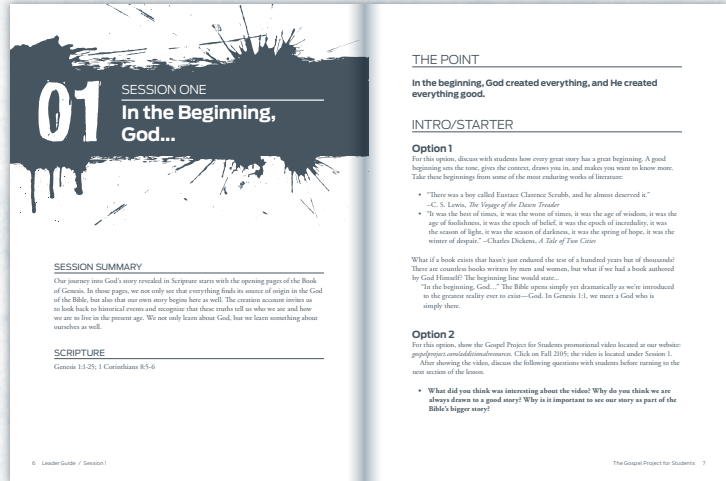 01
SESSION ONE
In the Beginning,
God...
SESSION SUMMARY
Our journey into God's story revealed in Scripture starts with the opening pages of the Book
of Genesis. In those pages, we not only see that everything finds its source of origin in the God
of the Bible, but also that our own story begins here as well. The creation account invites us
to look back to historical events and recognize that these truths tell us who we are and how
we are to live in the present age. We not only learn about God, but we learn something about
ourselves as well.
SCRIPTURE
Genesis 1:1-25; 1 Corinthians 8:5-6
6 Leader Guide / Session 1
THE POINT
In the beginning, God created everything, and He created
everything good.
INTRO/STARTER
Option 1
For this option, discuss with students how every great story has a great beginning. A good
beginning sets the tone, gives the context, draws you in, and makes you want to know more.
Take these beginnings from some of the most enduring works of literature:
• "There was a boy called Eustace Clarence Scrubb, and he almost deserved it."
–C. S. Lewis, The Voyage of the Dawn Treader
• "It was the best of times, it was the worst of times, it was the age of wisdom, it was the
age of foolishness, it was the epoch of belief, it was the epoch of incredulity, it was
the season of light, it was the season of darkness, it was the spring of hope, it was the
winter of despair." –Charles Dickens, A Tale of Two Cities
What if a book exists that hasn't just endured the test of a hundred years but of thousands?
There are countless books written by men and women, but what if we had a book authored
by God Himself? The beginning line would state...
"In the beginning, God..." The Bible opens simply yet dramatically as we're introduced
to the greatest reality ever to exist—God. In Genesis 1:1, we meet a God who is
simply there.
Option 2
For this option, show the Gospel Project for Students promotional video located at our website:
gospelproject.com/additionalresources. Click on Fall 2105; the video is located under Session 1.
After showing the video, discuss the following questions with students before turning to the
next section of the lesson.
• What did you think was interesting about the video? Why do you think we are
always drawn to a good story? Why is it important to see our story as part of the
Bible's bigger story?
The Gospel Project for Students 7